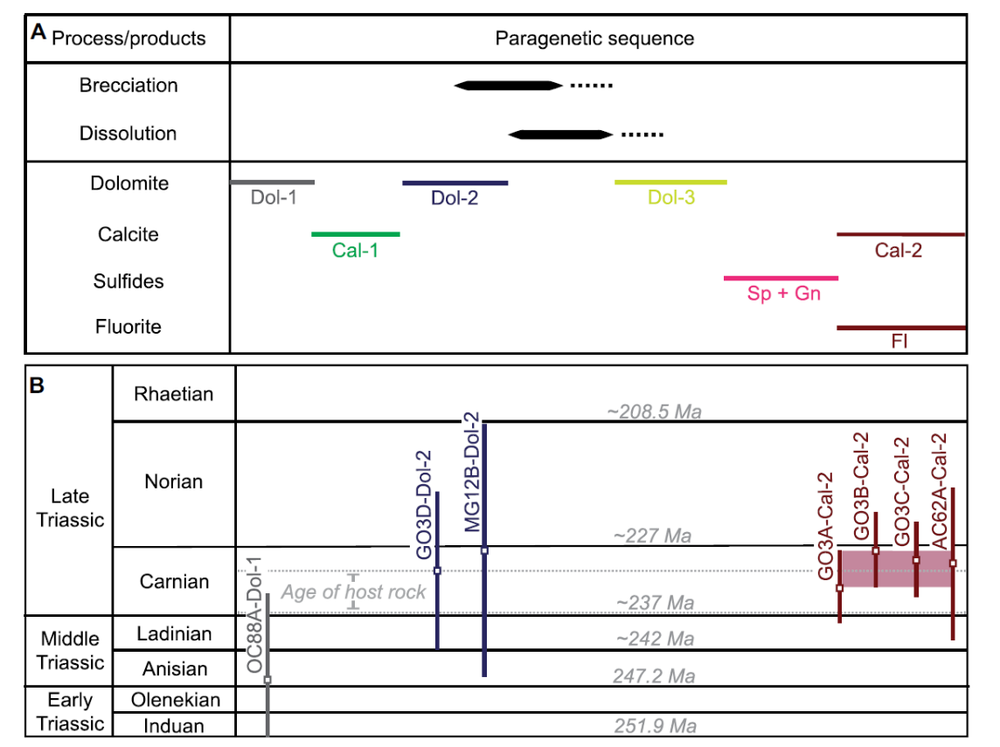 A Process/products
Paragenetic sequence
Brecciation
Dissolution
Dolomite
Dol-1
Dol-2
Dol-3
Calcite
Cal-1
Cal-2
Sulfides
Sp + Gn
Fluorite
Fl
B
Rhaetian
~208.5 Ma
Late
Triassic
Norian
~227 Ma
Carnian
Age of host rock
~237 Ma
Middle
Triassic
Ladinian
~242 Ma
Anisian
247.2 Ma
Early
Triassic
Olenekian
Induan
251.9 Ma
OC88A-Dol-1
GO3D-Dol-2
MG12B-Dol-2
GO3A-Cal-2
GO3B-Cal-2
GO3C-Cal-2
AC62A-Cal-2